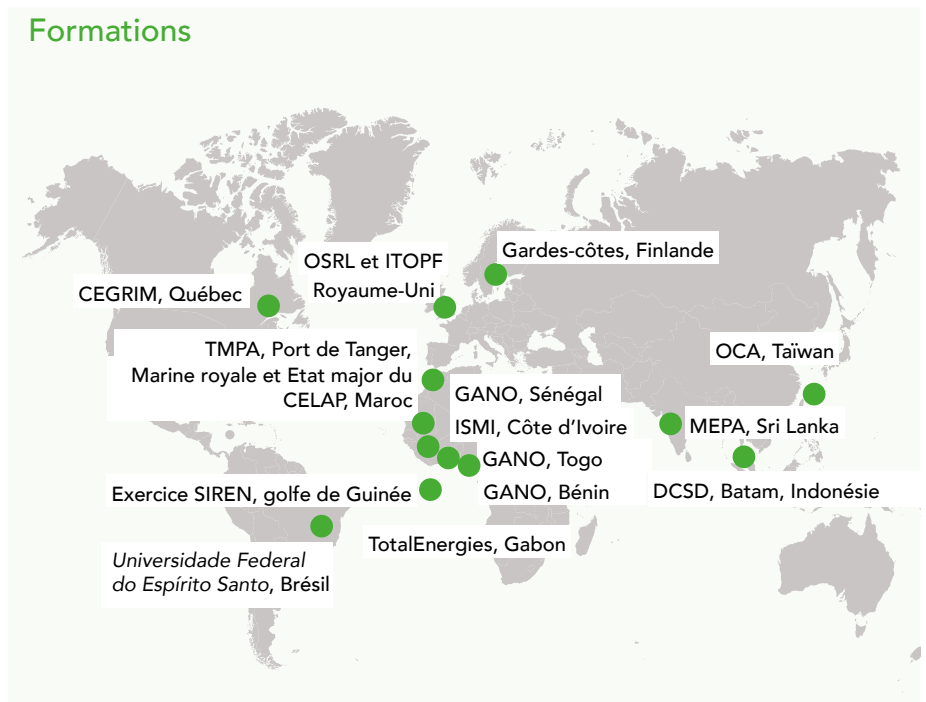 Formations
Gardes-côtes, Finlande
OSRL et ITOPF
Royaume-Uni
CEGRIM, Québec
TMPA, Port de Tanger,
Marine royale et Etat major du
CELAP, Maroc
OCA, Taïwan
GANO, Sénégal
ISMI, Côte d'Ivoire
MEPA, Sri Lanka
GANO, Togo
Exercice SIREN, golfe de Guinée
GANO, Bénin
DCSD, Batam, Indonésie
TotalEnergies, Gabon
Universidade Federal
do Espírito Santo, Brésil